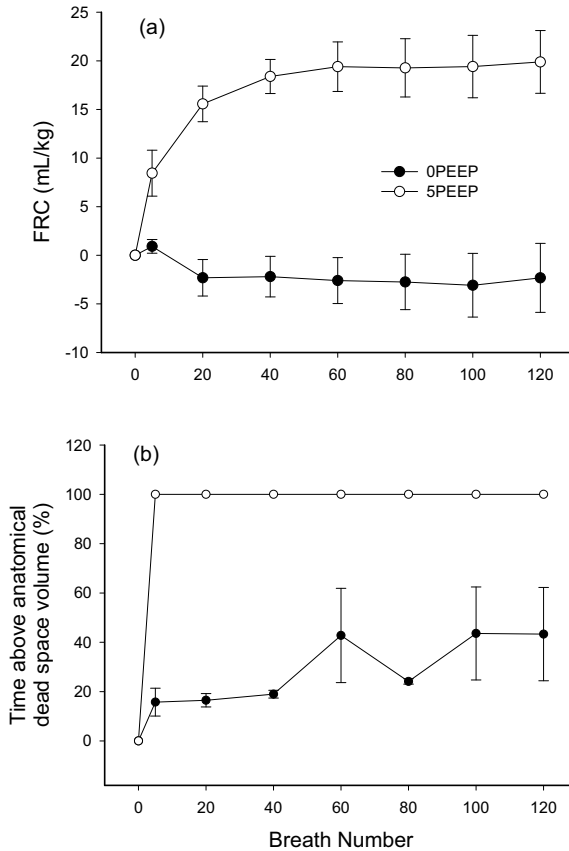 (a)
25
20
15
10
5
0
-5
-10
FRC (mL/kg)
0PEEP
5PEEP
0 20 40 60 80 100 120
(b)
120
100
80
60
40
20
0
Time above anatomical
dead space volume (%)
0 20 40 60 80 100 120
Breath Number